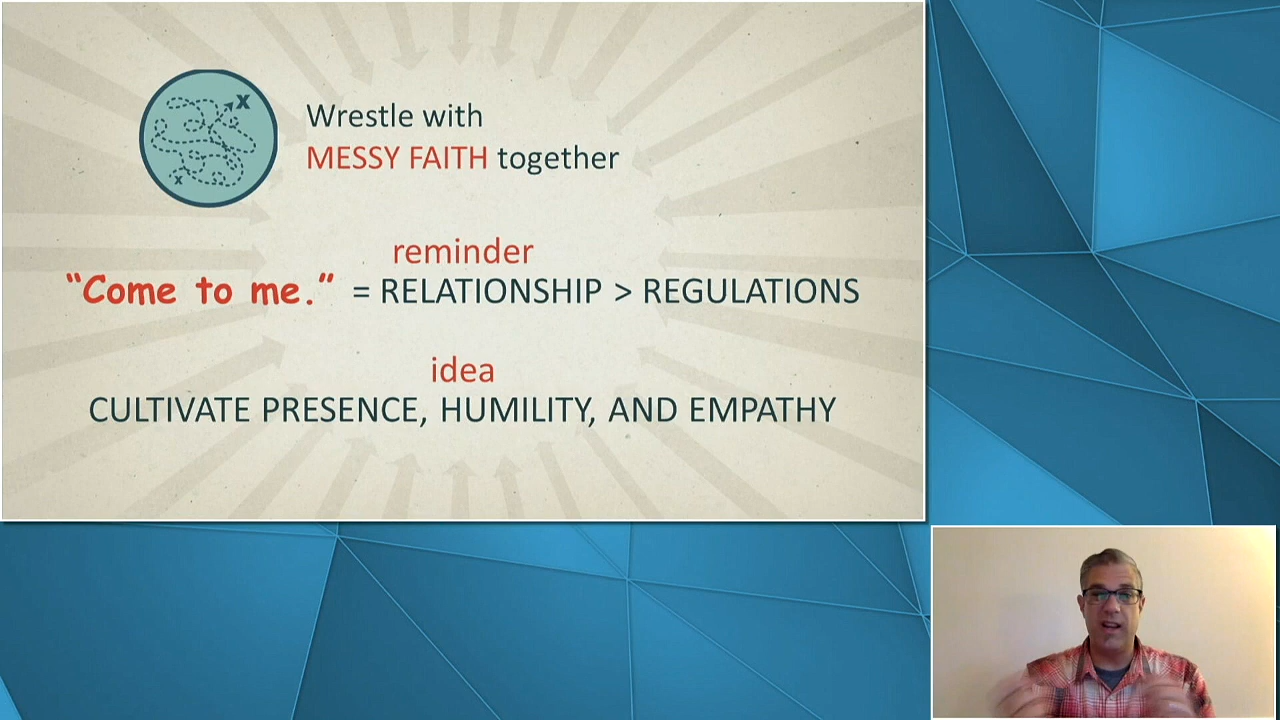 X
x
Wrestle with
MESSY FAITH together
reminder
“Come to me.” = RELATIONSHIP > REGULATIONS
idea
CULTIVATE PRESENCE, HUMILITY, AND EMPATHY